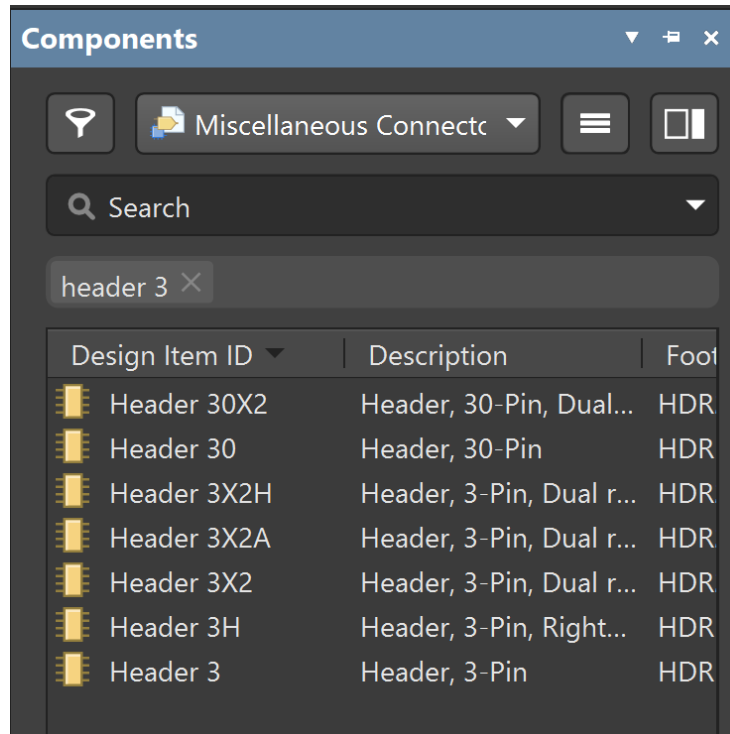 Components
Miscellaneous Connectc
Search
header 3
Design Item ID Description Foot
Header 30X2 Header, 30-Pin, Dual... HDR
Header 30 Header, 30-Pin HDR
Header 3X2H Header, 3-Pin, Dual r... HDR
Header 3X2A Header, 3-Pin, Dual r... HDR
Header 3X2 Header, 3-Pin, Dual r... HDR
Header 3H Header, 3-Pin, Right... HDR
Header 3 Header, 3-Pin HDR